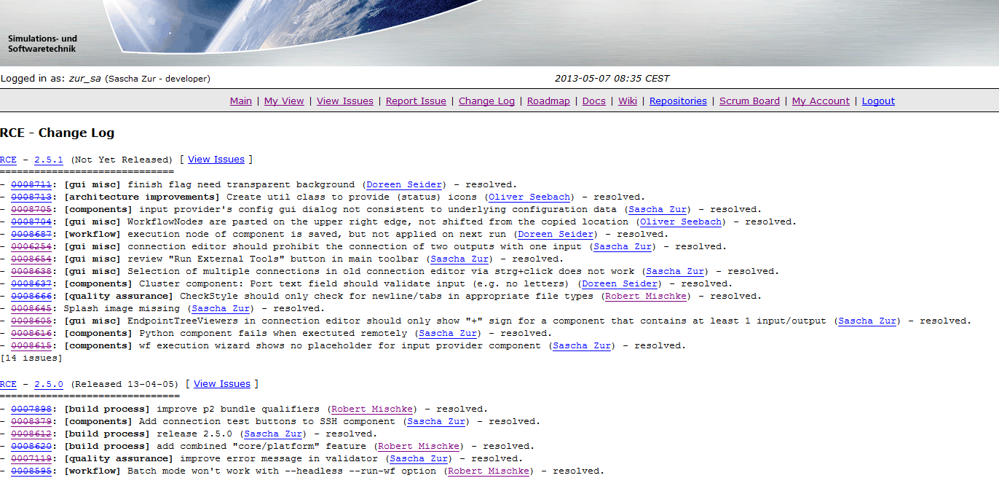 Simulations- und
Softwaretechnik
Logged in as: zur_sa (Sascha Zur - developer) 2013-05-07 08:35 CEST
Main | My View | View Issues | Report Issue | Change Log | Roadmap | Docs | Wiki | Repositories | Scrum Board | My Account | Logout
RCE - Change Log
RCE - 2.5.1 (Not Yet Released) [ View Issues ]
==============================
- 0008711: [gui misc] finish flag need transparent background (Doreen Seider) - resolved.
- 0008713: [architecture improvements] Create util class to provide (status) icons (Oliver Seebach) - resolved.
- 0008705: [components] input provider's config gui dialog not consistent to underlying configuration data (Sascha Zur) - resolved.
- 0008704: [gui misc] WorkflowNodes are pasted on the upper right edge, not shifted from the copied location (Oliver Seebach) - resolved.
- 0008687: [workflow] execution node of component is saved, but not applied on next run (Doreen Seider) - resolved.
- 0006254: [gui misc] connection editor should prohibit the connection of two outputs with one input (Sascha Zur) - resolved.
- 0008654: [gui misc] review "Run External Tools" button in main toolbar (Sascha Zur) - resolved.
- 0008638: [gui misc] Selection of multiple connections in old connection editor via strg+click does not work (Sascha Zur) - resolved.
- 0008637: [components] Cluster component: Port text field should validate input (e.g. no letters) (Doreen Seider) - resolved.
- 0008666: [quality assurance] CheckStyle should only check for newline/tabs in appropriate file types (Robert Mischke) - resolved.
- 0008645: Splash image missing (Sascha Zur) - resolved.
- 0008605: [gui misc] EndpointTreeViewers in connection editor should only show "+" sign for a component that contains at least 1 input/output (Sascha Zur) - resolved.
- 0008616: [components] Python component fails when exectuted remotely (Sascha Zur) - resolved.
- 0008615: [components] wf execution wizard shows no placeholder for input provider component (Sascha Zur) - resolved.
[14 issues]
RCE - 2.5.0 (Released 13-04-05) [ View Issues ]
===============================
- 0007898: [build process] improve p2 bundle qualifiers (Robert Mischke) - resolved.
- 0008379: [components] Add connection test buttons to SSH component (Sascha Zur) - resolved.
- 0008612: [build process] release 2.5.0 (Sascha Zur) - resolved.
- 0008620: [build process] add combined "core/platform" feature (Robert Mischke) - resolved.
- 0007119: [quality assurance] improve error message in validator (Sascha Zur) - resolved.
- 0008595: [workflow] Batch mode won't work with --headless --run-wf option (Robert Mischke) - resolved.